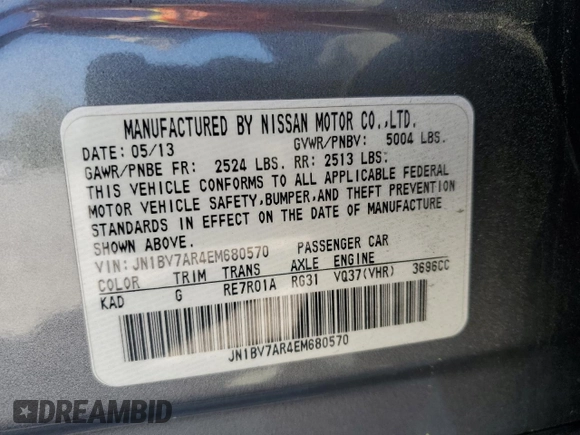 MANUFACTURED BY NISSAN MOTOR CO.,LTD.
DATE: 05/13 GVWR/PNBV: 5004 LBS.
GAWR/PNBE FR: 2524 LBS. RR: 2513 LBS.
THIS VEHICLE CONFORMS TO ALL APPLICABLE FEDERAL
MOTOR VEHICLE SAFETY,BUMPER,AND THEFT PREVENTION
STANDARDS IN EFFECT ON THE DATE OF MANUFACTURE
SHOWN ABOVE.
VIN: JN1BV7AR4EM680570 PASSENGER CAR
COLOR TRIM TRANS AXLE ENGINE
KAD G RE7R01A RG31 VQ37(VHR) 3696CC
JN1BV7AR4EM680570
DREAMBID